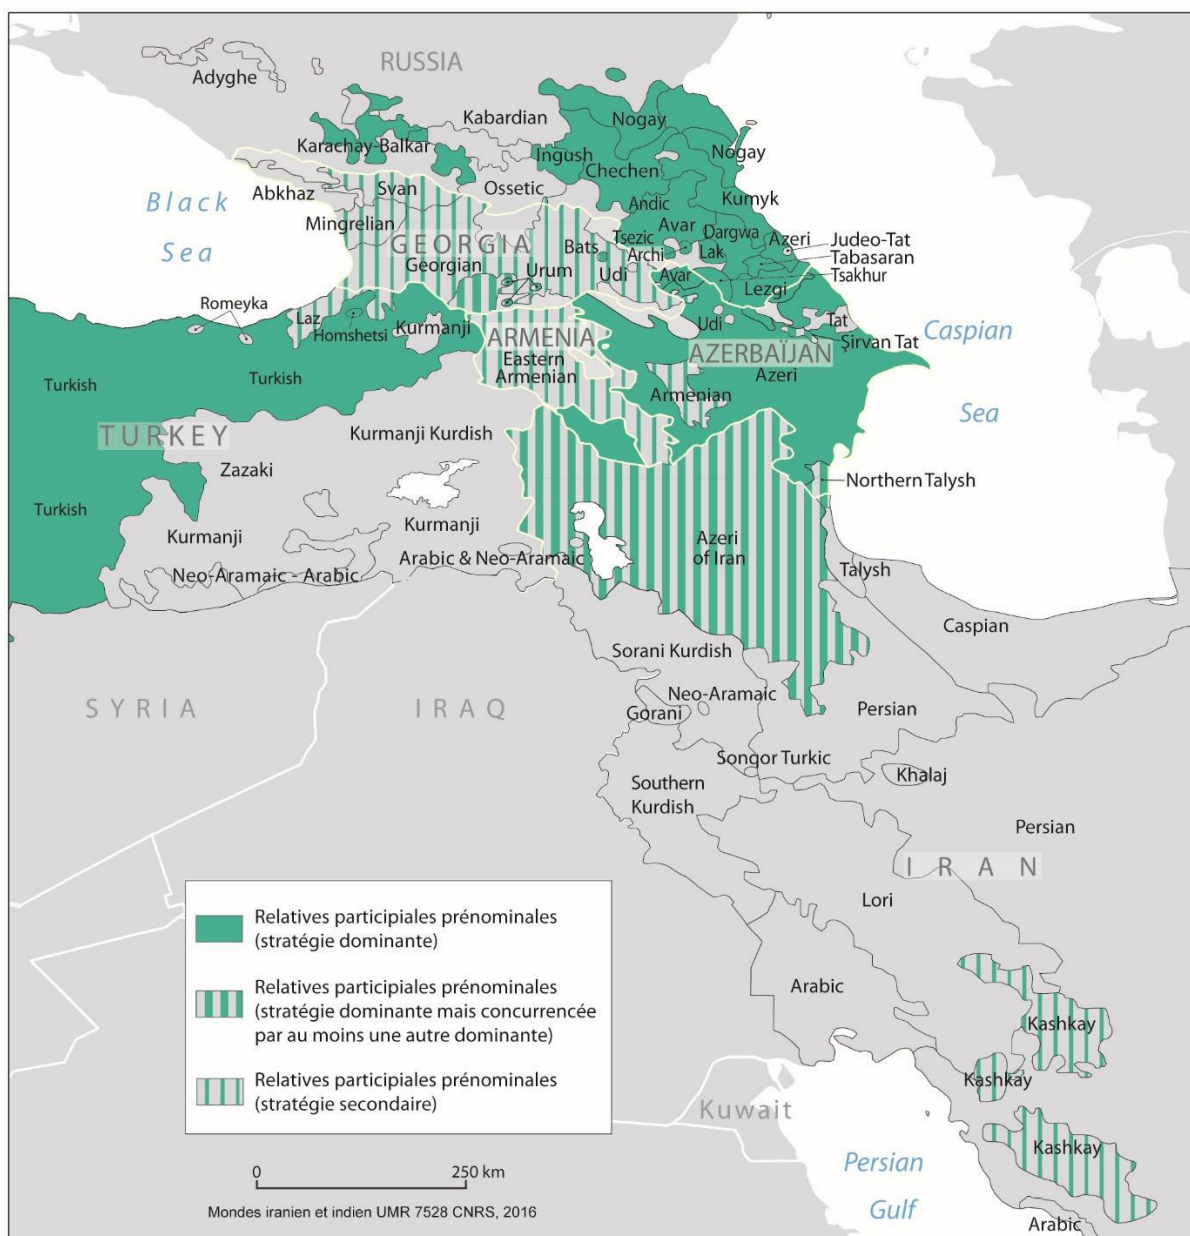 RUSSIA
Adyghe
Kabardian
Nogay
Karachay-Balkar
Ingush
Nogay
Chechen
Abkhaz
Svan
Ossetic
Andic
Kumyk
Black
Sea
Mingrelian
Avar
Dargwa
Tsezic
Azeri
Judeo-Tat
GEORGIA
Bats
Archi
Lak
Tabasaran
Georgian
Urum
Udi
Avar
Tsakhur
Lezgi
Romeyka
Laz
Homshetsi
Kurmanji
Udi
Tat
Caspian
Sea
ARMENIA
Şirvan Tat
Eastern
Armenian
AZERBAÏJAN
Azeri
Turkish
Turkish
Armenian
TURKEY
Kurmanji Kurdish
Zazaki
Northern Talysh
Turkish
Kurmanji
Kurmanji
Azeri
of Iran
Arabic & Neo-Aramaic
Neo-Aramaic - Arabic
Talysh
Caspian
Sorani Kurdish
SYRIA
IRAQ
Neo-Aramaic
Gorani
Persian
Songor Turkic
Khalaj
Southern
Kurdish
Persian
IRAN
Lori
Arabic
Kashkay
Kashkay
Kuwait
Kashkay
Persian
Gulf
Arabic
Relatives participiales prénominales
(stratégie dominante)
Relatives participiales prénominales
(stratégie dominante mais concurrencée
par au moins une autre dominante)
Relatives participiales prénominales
(stratégie secondaire)
0 250 km
Mondes iranien et indien UMR 7528 CNRS, 2016